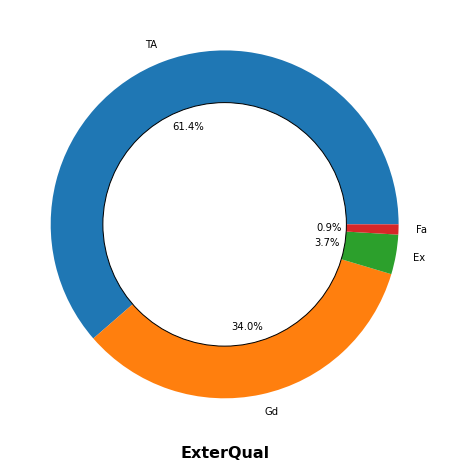 TA
61.4%
0.9%
Fa
3.7%
Ex
34.0%
Gd
ExterQual